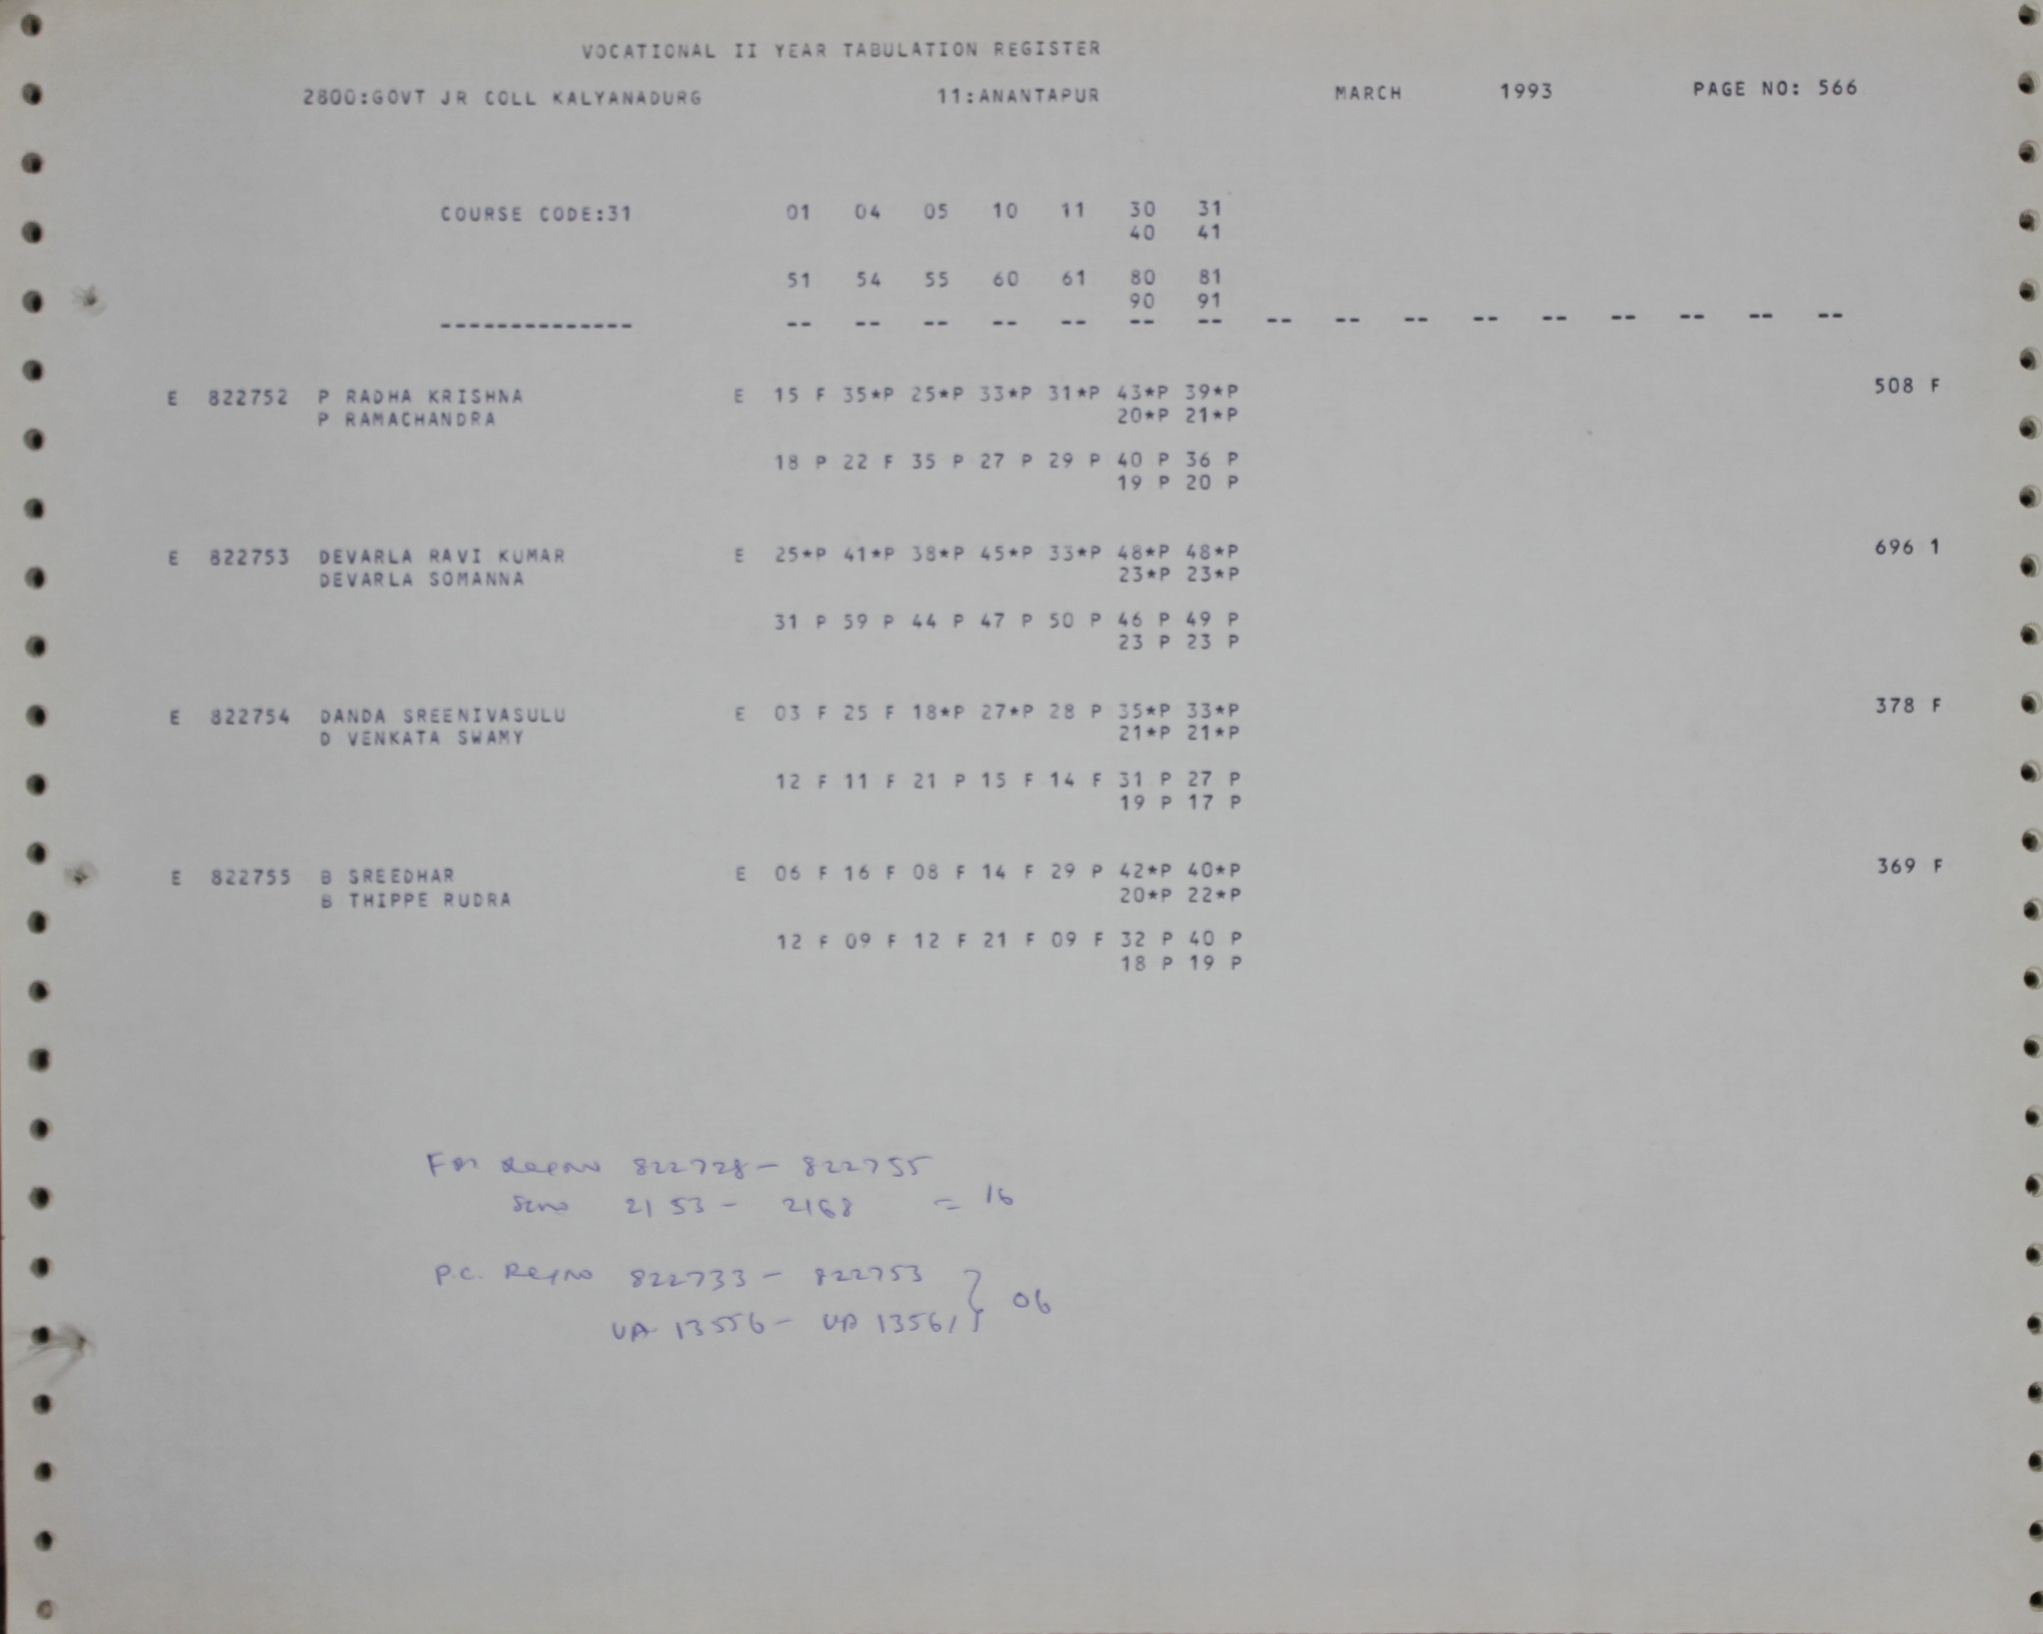 VOCATIONAL II YEAR TABULATION REGISTER
2800:GOVT JR COLL KALYANADURG 11:ANANTAPUR MARCH 1993 PAGE NO: 566
COURSE CODE:31 01 04 05 10 11 30 31
40 41
51 54 55 60 61 80 81
90 91
-------------- -- -- -- -- -- -- -- -- -- -- -- -- -- -- -- --
E 822752 P RADHA KRISHNA E 15 F 35*P 25*P 33*P 31*P 43*P 39*P 508 F
P RAMACHANDRA 20*P 21*P
18 P 22 F 35 P 27 P 29 P 40 P 36 P
19 P 20 P
E 822753 DEVARLA RAVI KUMAR E 25*P 41*P 38*P 45*P 33*P 48*P 48*P 696 1
DEVARLA SOMANNA 23*P 23*P
31 P 59 P 44 P 47 P 50 P 46 P 49 P
23 P 23 P
E 822754 DANDA SREENIVASULU E 03 F 25 F 18*P 27*P 28 P 35*P 33*P 378 F
D VENKATA SWAMY 21*P 21*P
12 F 11 F 21 P 15 F 14 F 31 P 27 P
19 P 17 P
E 822755 B SREEDHAR E 06 F 16 F 08 F 14 F 29 P 42*P 40*P 369 F
B THIPPE RUDRA 20*P 22*P
12 F 09 F 12 F 21 F 09 F 32 P 40 P
18 P 19 P
For Regno 822728 - 822755
2153 - 2168 = 16
P.C. Regno 822733 - 822753
VA 13556 - VA 13561 } 06